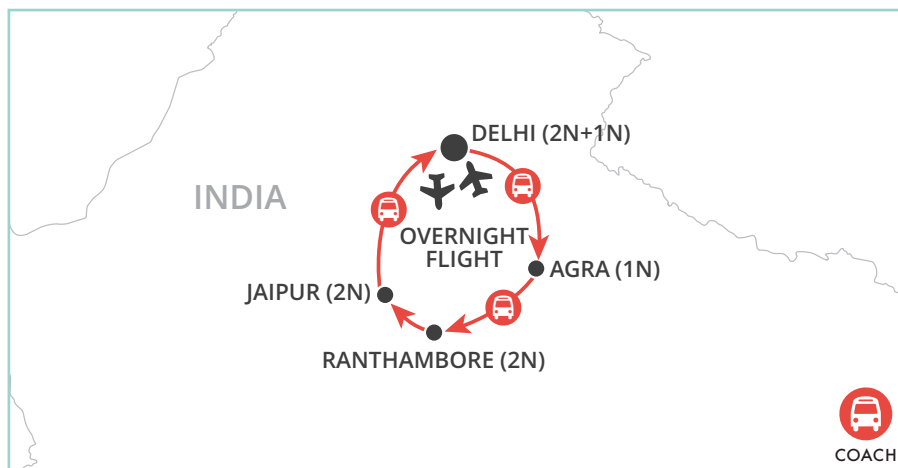 DELHI (2N+1N)
INDIA
OVERNIGHT
FLIGHT
AGRA (1N)
JAIPUR (2N)
RANTHAMBORE (2N)
COACH